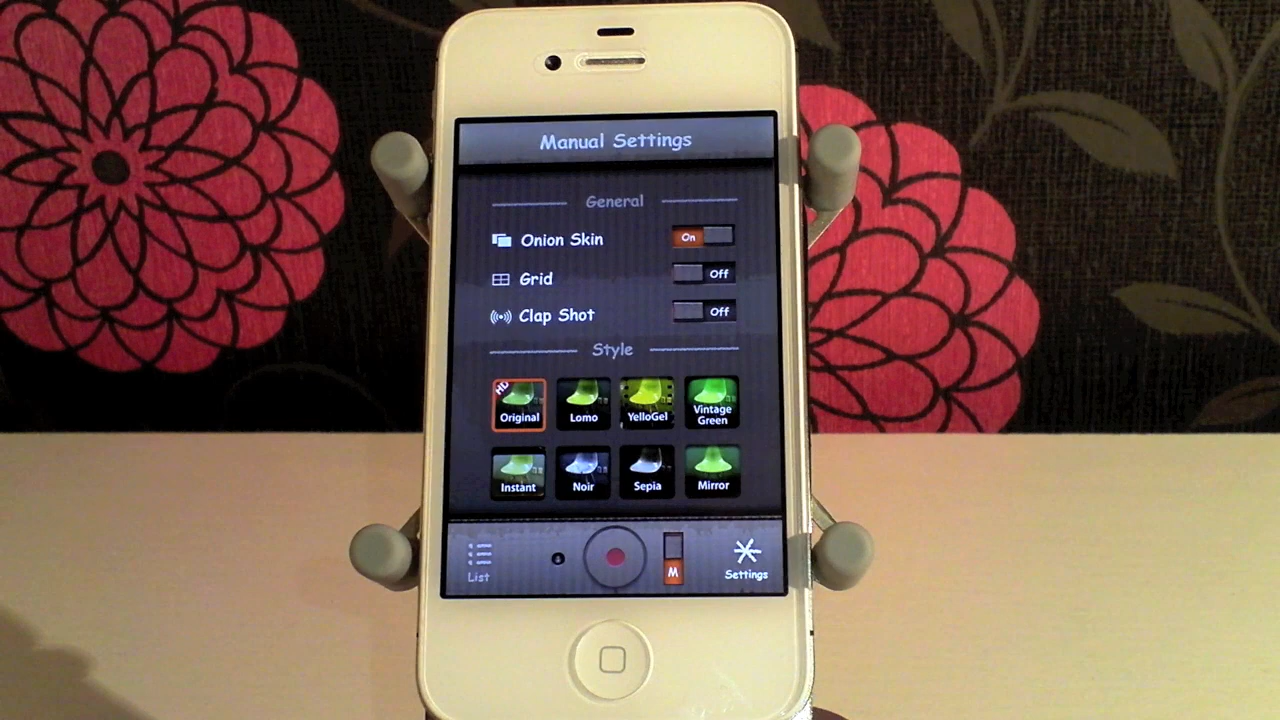 Manual Settings
General
Onion Skin On
Grid Off
Clap Shot Off
Style
HD
Original Lomo YelloGel Vintage Green
Instant Noir Sepia Mirror
List M Settings